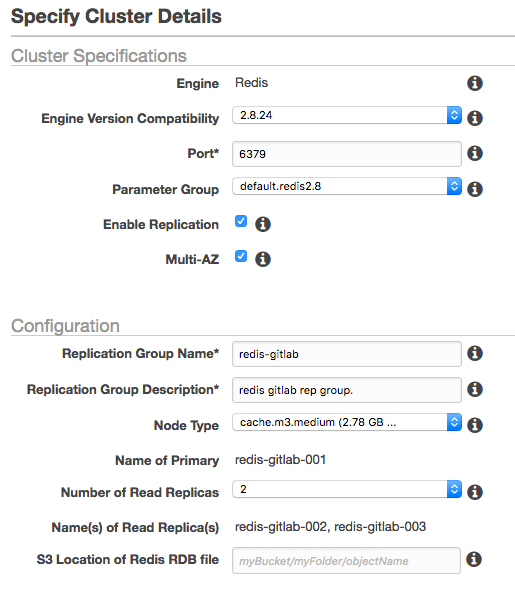 Specify Cluster Details
Cluster Specifications
Engine Redis
Engine Version Compatibility 2.8.24
Port* 6379
Parameter Group default.redis2.8
Enable Replication
Multi-AZ
Configuration
Replication Group Name* redis-gitlab
Replication Group Description* redis gitlab rep group.
Node Type cache.m3.medium (2.78 GB ...
Name of Primary redis-gitlab-001
Number of Read Replicas 2
Name(s) of Read Replica(s) redis-gitlab-002, redis-gitlab-003
S3 Location of Redis RDB file myBucket/myFolder/objectName